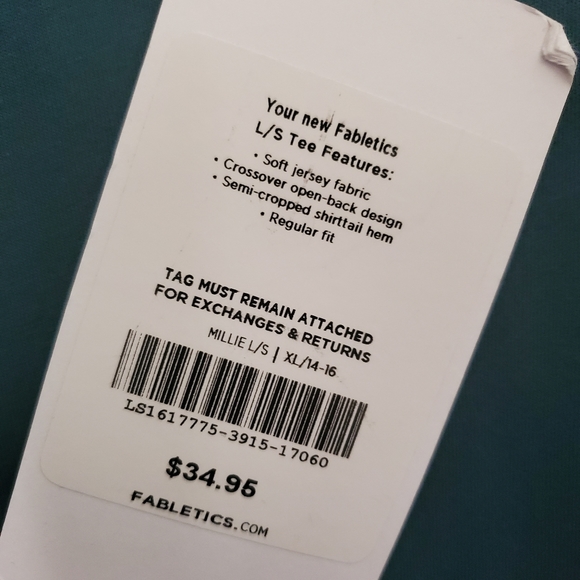 Your new Fabletics
L/S Tee Features:
• Soft jersey fabric
• Crossover open-back design
• Semi-cropped shirttail hem
• Regular fit
TAG MUST REMAIN ATTACHED
FOR EXCHANGES & RETURNS
MILLIE L/S | XL/14-16
LS1617775-3915-17060
$34.95
FABLETICS.COM